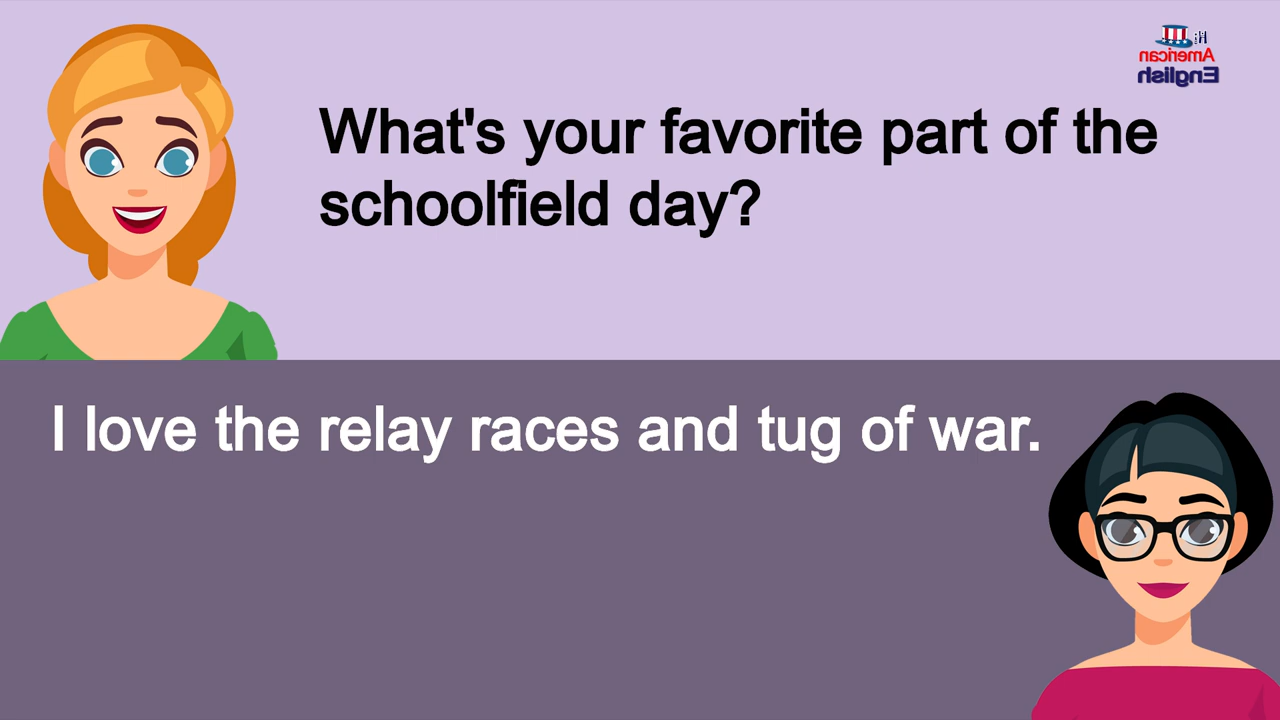 What's your favorite part of the
schoolfield day?
I love the relay races and tug of war.
American
English